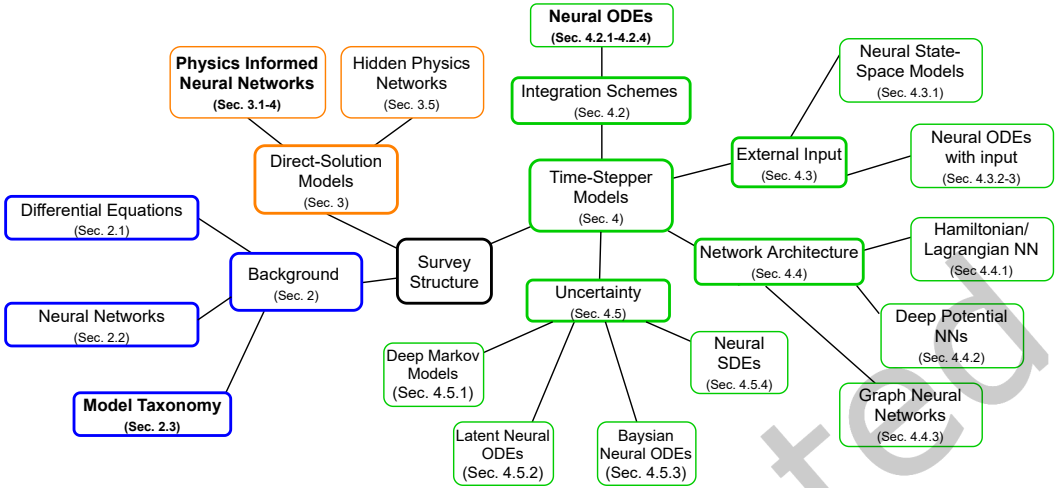 Neural ODEs
(Sec. 4.2.1-4.2.4)
Physics Informed
Neural Networks
(Sec. 3.1-4)
Hidden Physics
Networks
(Sec. 3.5)
Integration Schemes
(Sec. 4.2)
Neural State-
Space Models
(Sec. 4.3.1)
Direct-Solution
Models
(Sec. 3)
Time-Stepper
Models
(Sec. 4)
External Input
(Sec. 4.3)
Neural ODEs
with input
(Sec. 4.3.2-3)
Differential Equations
(Sec. 2.1)
Background
(Sec. 2)
Survey
Structure
Network Architecture
(Sec. 4.4)
Hamiltonian/
Lagrangian NN
(Sec 4.4.1)
Neural Networks
(Sec. 2.2)
Uncertainty
(Sec. 4.5)
Deep Potential
NNs
(Sec. 4.4.2)
Model Taxonomy
(Sec. 2.3)
Deep Markov
Models
(Sec. 4.5.1)
Neural
SDEs
(Sec. 4.5.4)
Graph Neural
Networks
(Sec. 4.4.3)
Latent Neural
ODEs
(Sec. 4.5.2)
Baysian
Neural ODEs
(Sec. 4.5.3)
ted